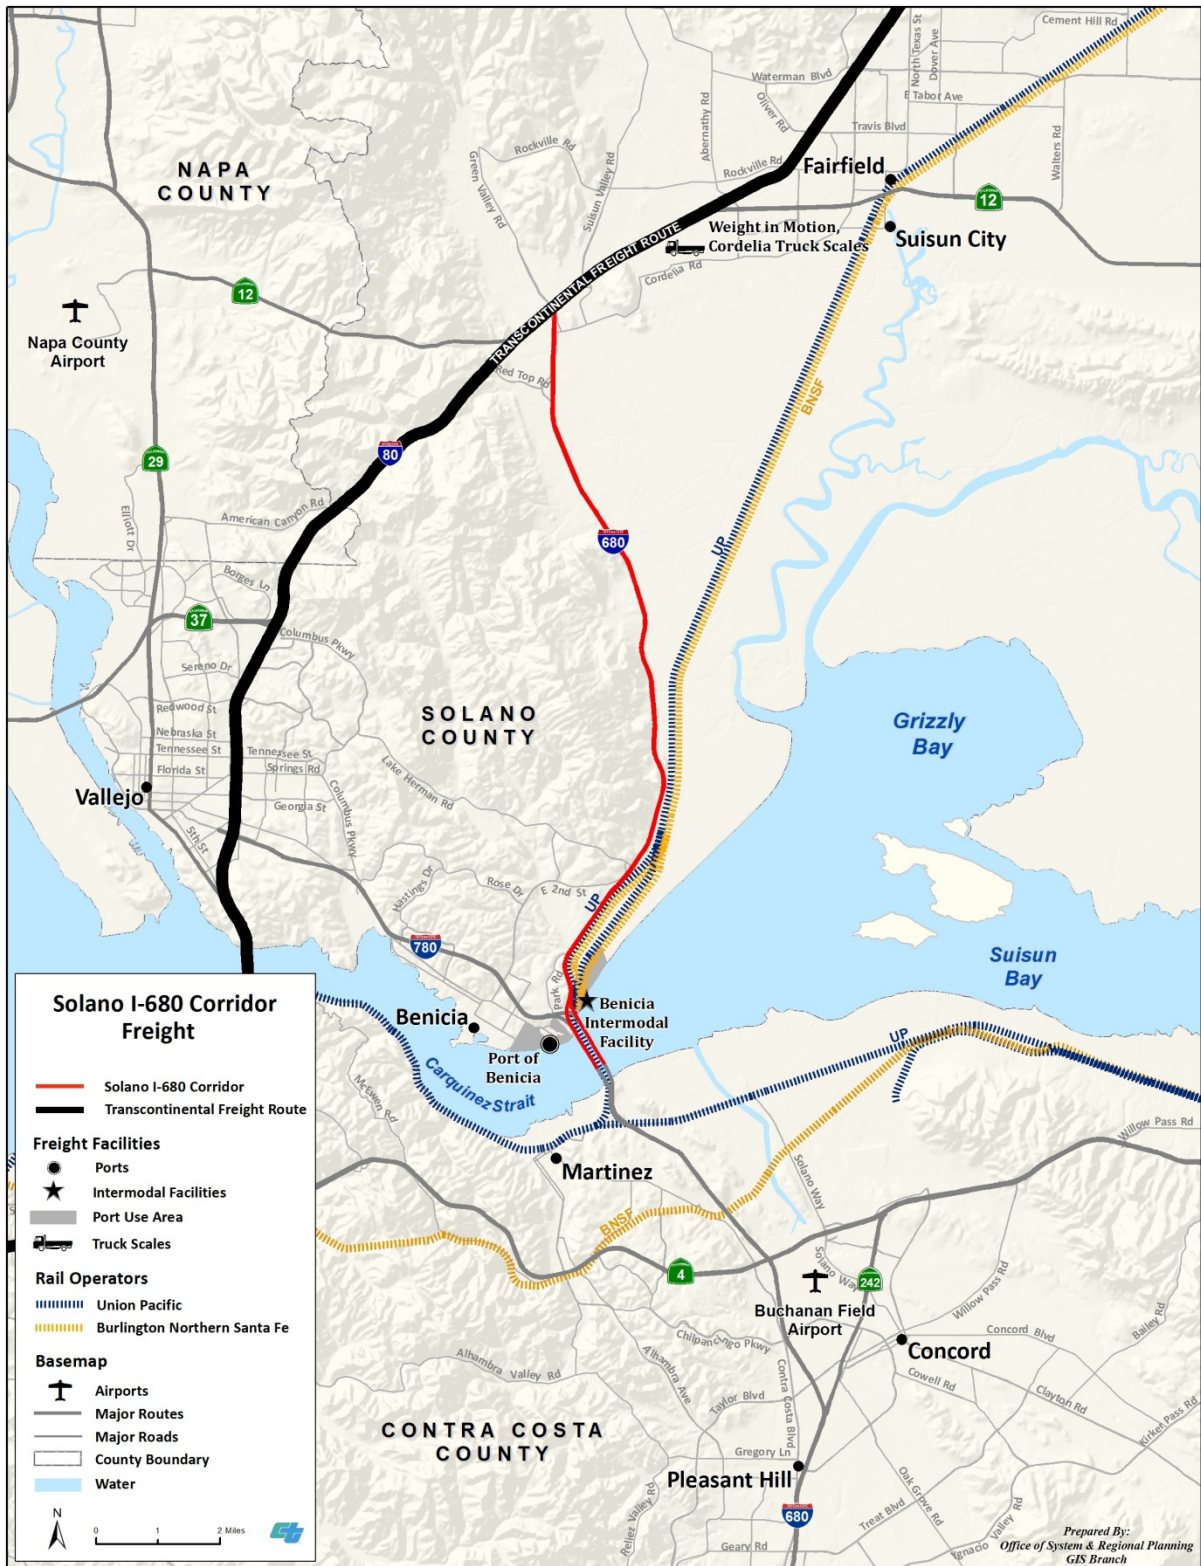 Cement Hill Rd
North Texas St
Dover Ave
Waterman Blvd
Oliver Rd
E Tabor Ave
Abernathy Rd
Travis Blvd
Walters Rd
Rockville Rd
Green Valley Rd
Suisun Valley Rd
Rockville Rd
Fairfield
12
NAPA
COUNTY
Weight in Motion,
Cordelia Truck Scales
Suisun City
TRANSCONTINENTAL FREIGHT ROUTE
Cordelia Rd
12
12
Napa County
Airport
Red Top Rd
BNSF
80
29
Elliott Dr
American Canyon Rd
680
UP
Borges Ln
37
Columbus Pkwy
Sereno Dr
Redwood St
SOLANO
COUNTY
Grizzly
Bay
Nebraska St
Tennessee St
Tennessee St
Florida St
Springs Rd
Lake Herman Rd
Vallejo
Georgia St
Columbus Pkwy
5th St
Hastings Dr
Rose Dr
E 2nd St
UP
780
Suisun
Bay
Park Rd
Benicia
Benicia
Intermodal
Facility
Port of
Benicia
UP
Carquinez Strait
McEwen Rd
Willow Pass Rd
Martinez
Solano Way
BNSF
4
Solano Way
242
Willow Pass Rd
Buchanan Field
Airport
Bailey Rd
Chilpancingo Pkwy
Concord Blvd
Concord
Alhambra Valley Rd
Alhambra Ave
Cowell Rd
Taylor Blvd
Contra Costa Blvd
Clayton Rd
Kirker Pass Rd
CONTRA COSTA
COUNTY
Gregory Ln
Pleasant Hill
Oak Grove Rd
Reliez Valley Rd
680
Treat Blvd
Ygnacio Valley Rd
Geary Rd
Solano I-680 Corridor
Freight
Solano I-680 Corridor
Transcontinental Freight Route
Freight Facilities
Ports
Intermodal Facilities
Port Use Area
Truck Scales
Rail Operators
Union Pacific
Burlington Northern Santa Fe
Basemap
Airports
Major Routes
Major Roads
County Boundary
Water
N
0 1 2 Miles
ct
Prepared By:
Office of System & Regional Planning
GIS Branch